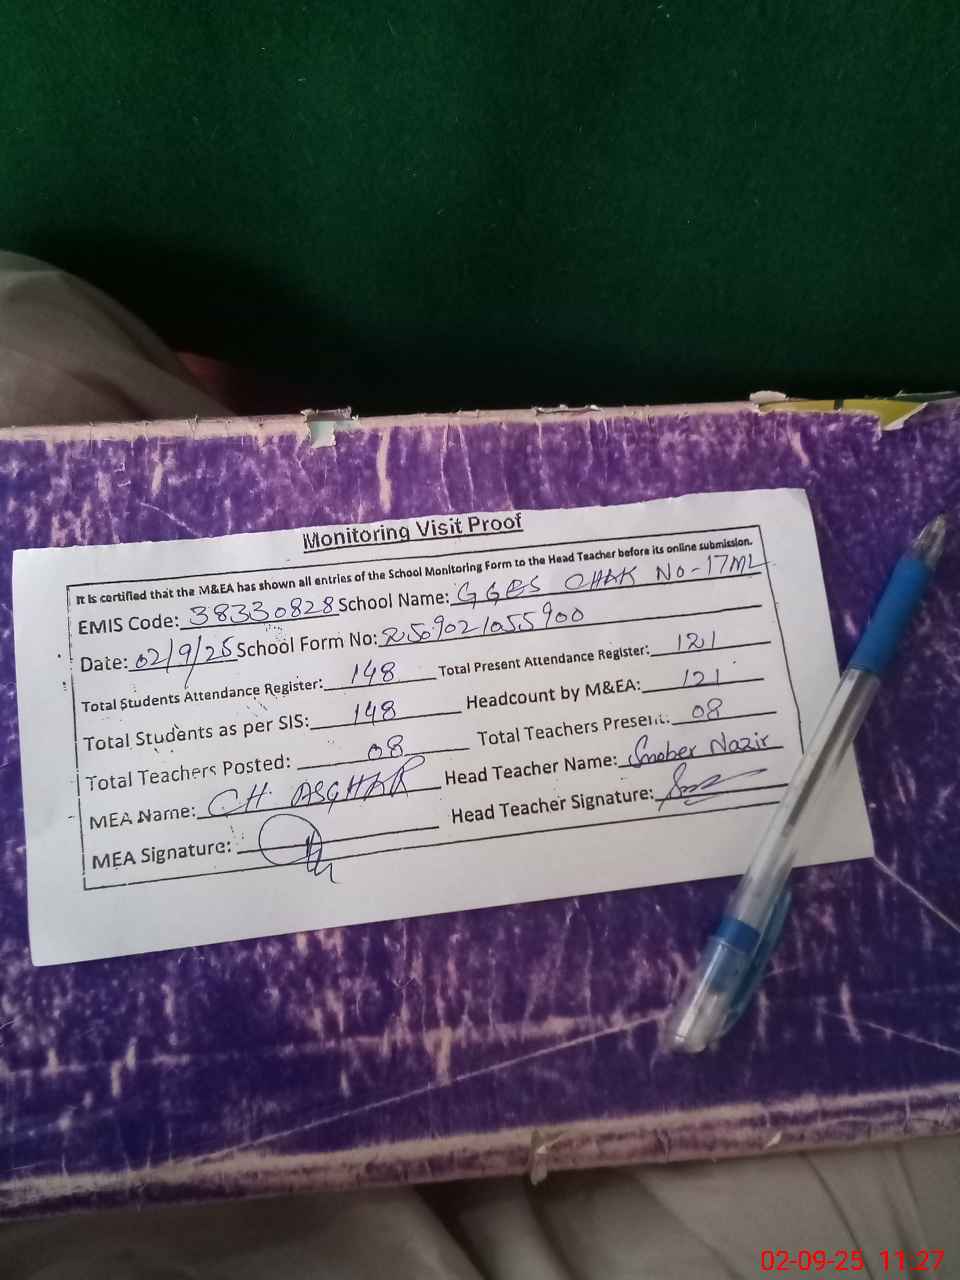 Monitoring Visit Proof
It is certified that the M&EA has shown all entries of the School Monitoring Form to the Head Teacher before its online submission.
EMIS Code: 38330828 School Name: GGES CHAK No-17ML
Date: 02/9/25 School Form No: 2509021055900
Total Students Attendance Register: 148 Total Present Attendance Register: 121
Total Students as per SIS: 148 Headcount by M&EA: 121
Total Teachers Posted: 08 Total Teachers Present: 08
MEA Name: CH ASGHAR Head Teacher Name: Smober Nazir
MEA Signature: Head Teacher Signature:
02-09-25 11:27